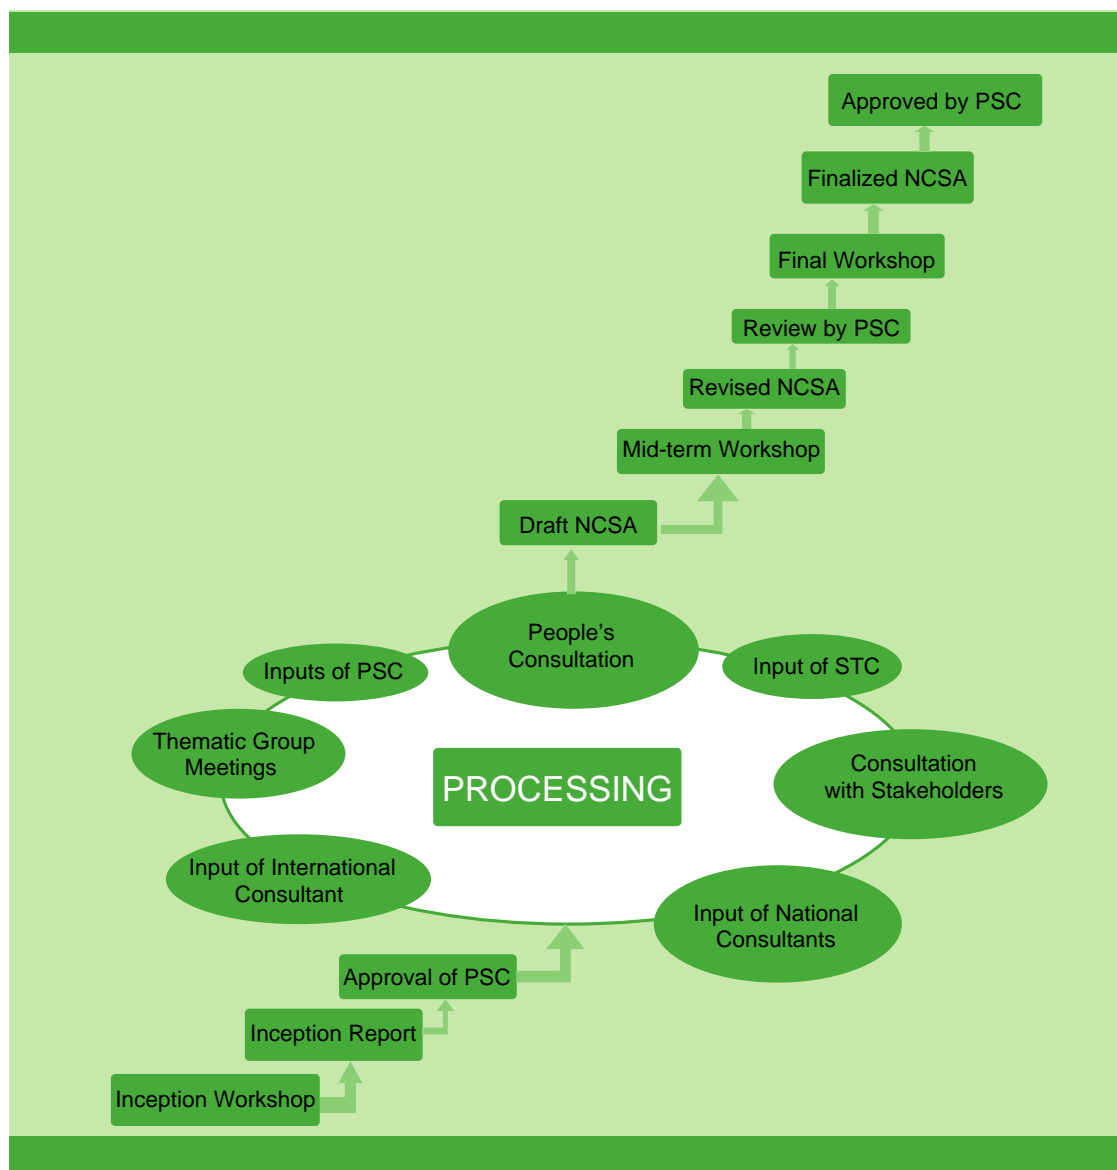 Approved by PSC
Finalized NCSA
Final Workshop
Review by PSC
Revised NCSA
Mid-term Workshop
Draft NCSA
People’s
Consultation
Inputs of PSC
Input of STC
Thematic Group
Meetings
Consultation
with Stakeholders
PROCESSING
Input of International
Consultant
Input of National
Consultants
Approval of PSC
Inception Report
Inception Workshop